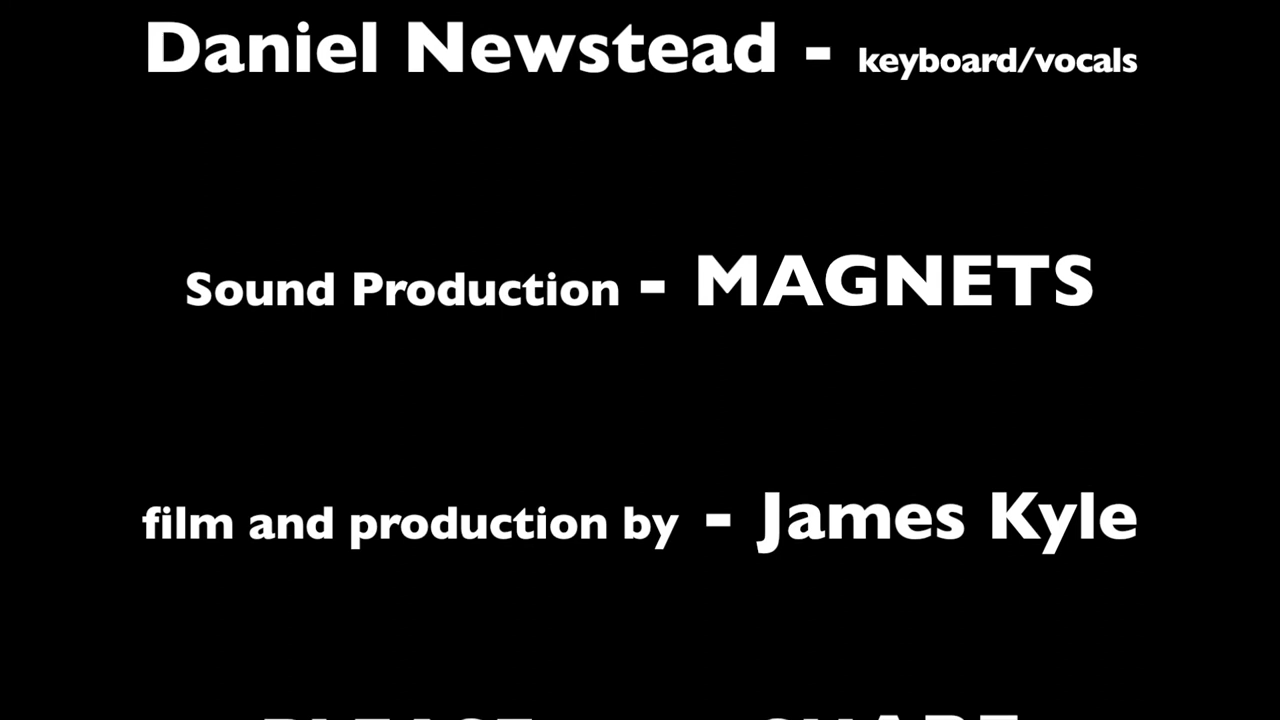 Daniel Newstead - keyboard/vocals
Sound Production - MAGNETS
film and production by - James Kyle